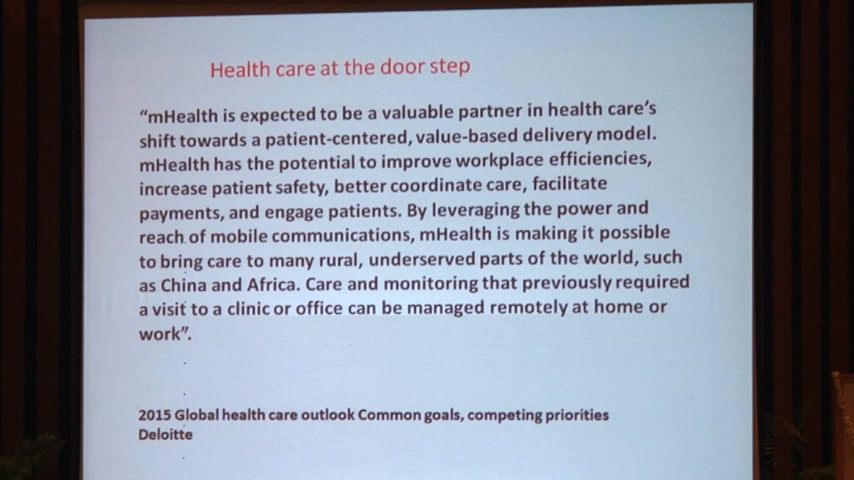 Health care at the door step
“mHealth is expected to be a valuable partner in health care’s
shift towards a patient-centered, value-based delivery model.
mHealth has the potential to improve workplace efficiencies,
increase patient safety, better coordinate care, facilitate
payments, and engage patients. By leveraging the power and
reach of mobile communications, mHealth is making it possible
to bring care to many rural, underserved parts of the world, such
as China and Africa. Care and monitoring that previously required
a visit to a clinic or office can be managed remotely at home or
work”.
2015 Global health care outlook Common goals, competing priorities
Deloitte